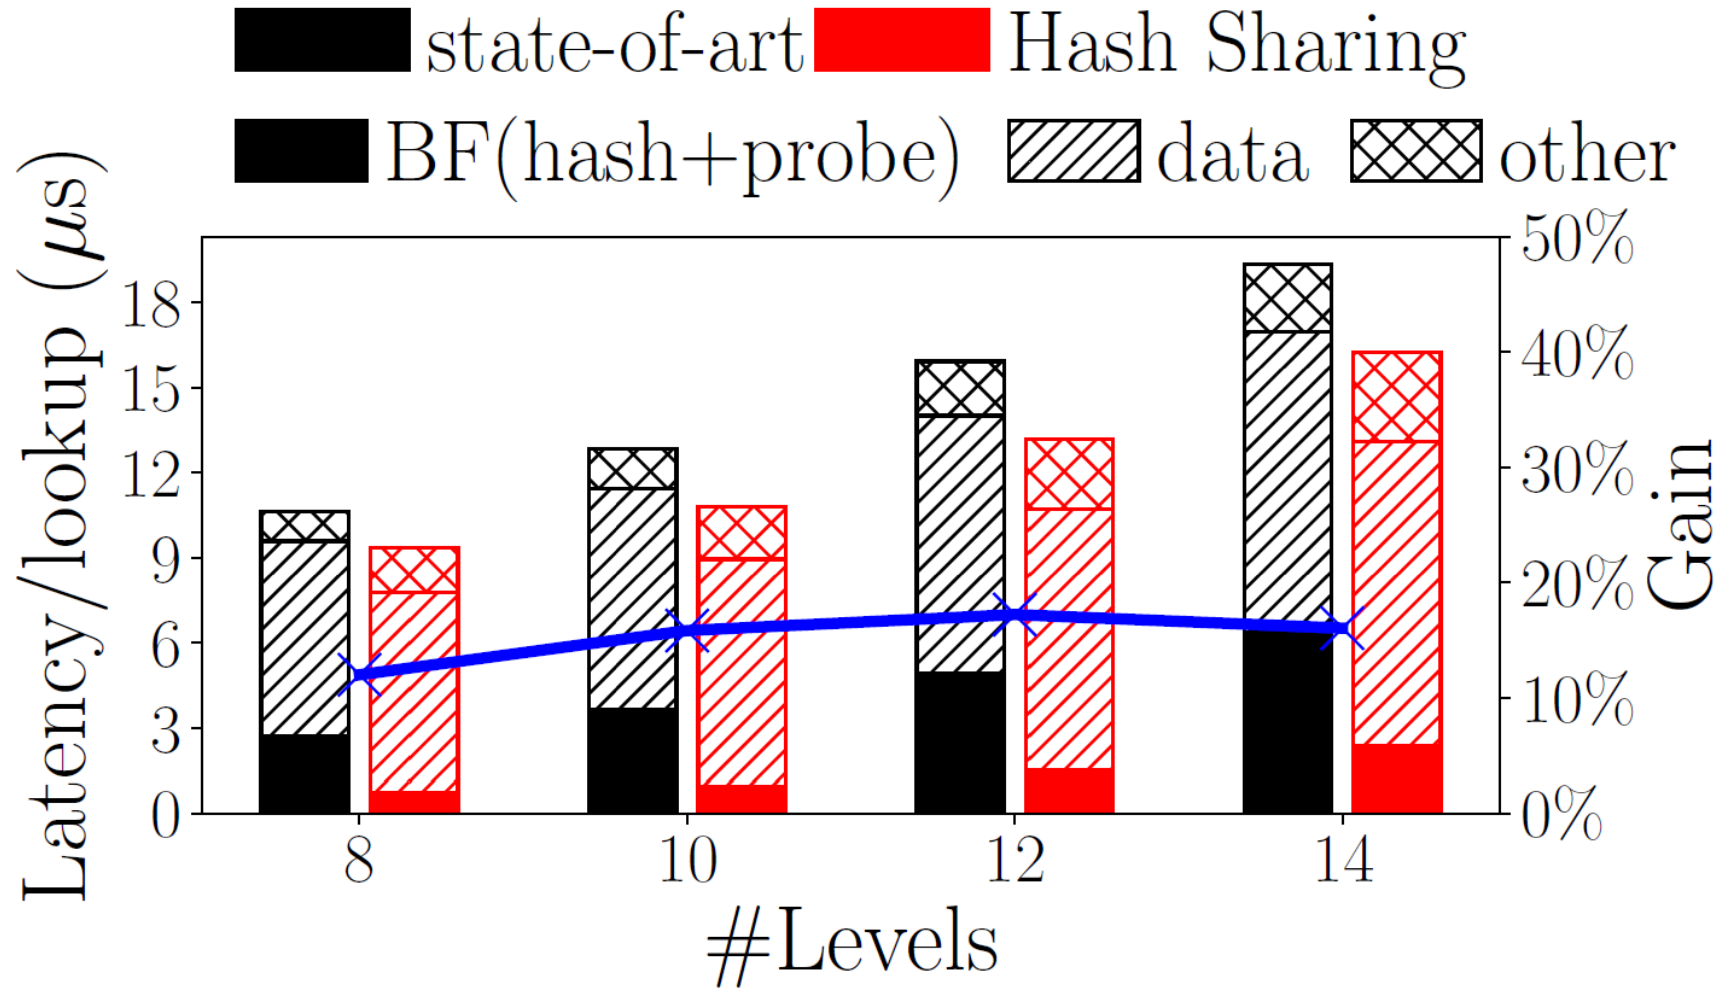 state-of-art Hash Sharing
BF(hash+probe) data other
Latency/lookup (μs)
18
15
12
9
6
3
0
50%
40%
30%
20%
10%
0%
Gain
8 10 12 14
#Levels